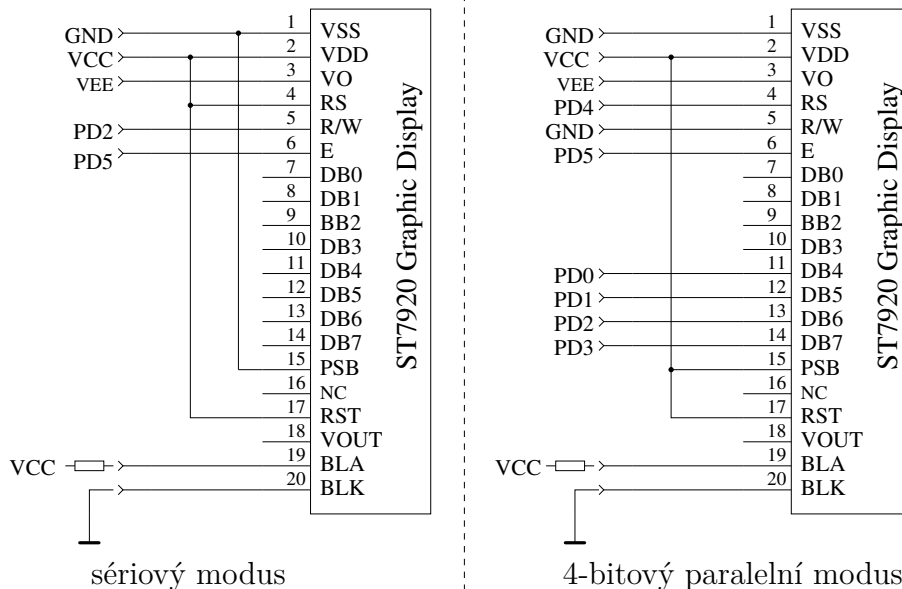 GND 1 VSS
VCC 2 VDD
VEE 3 VO
4 RS
PD2 5 R/W
PD5 6 E
7 DB0
8 DB1
9 BB2
10 DB3
11 DB4
12 DB5
13 DB6
14 DB7
15 PSB
16 NC
17 RST
18 VOUT
VCC 19 BLA
20 BLK
ST7920 Graphic Display
sériový modus
GND 1 VSS
VCC 2 VDD
VEE 3 VO
PD4 4 RS
GND 5 R/W
PD5 6 E
7 DB0
8 DB1
9 BB2
10 DB3
PD0 11 DB4
PD1 12 DB5
PD2 13 DB6
PD3 14 DB7
15 PSB
16 NC
17 RST
18 VOUT
VCC 19 BLA
20 BLK
ST7920 Graphic Display
4-bitový paralelní modus